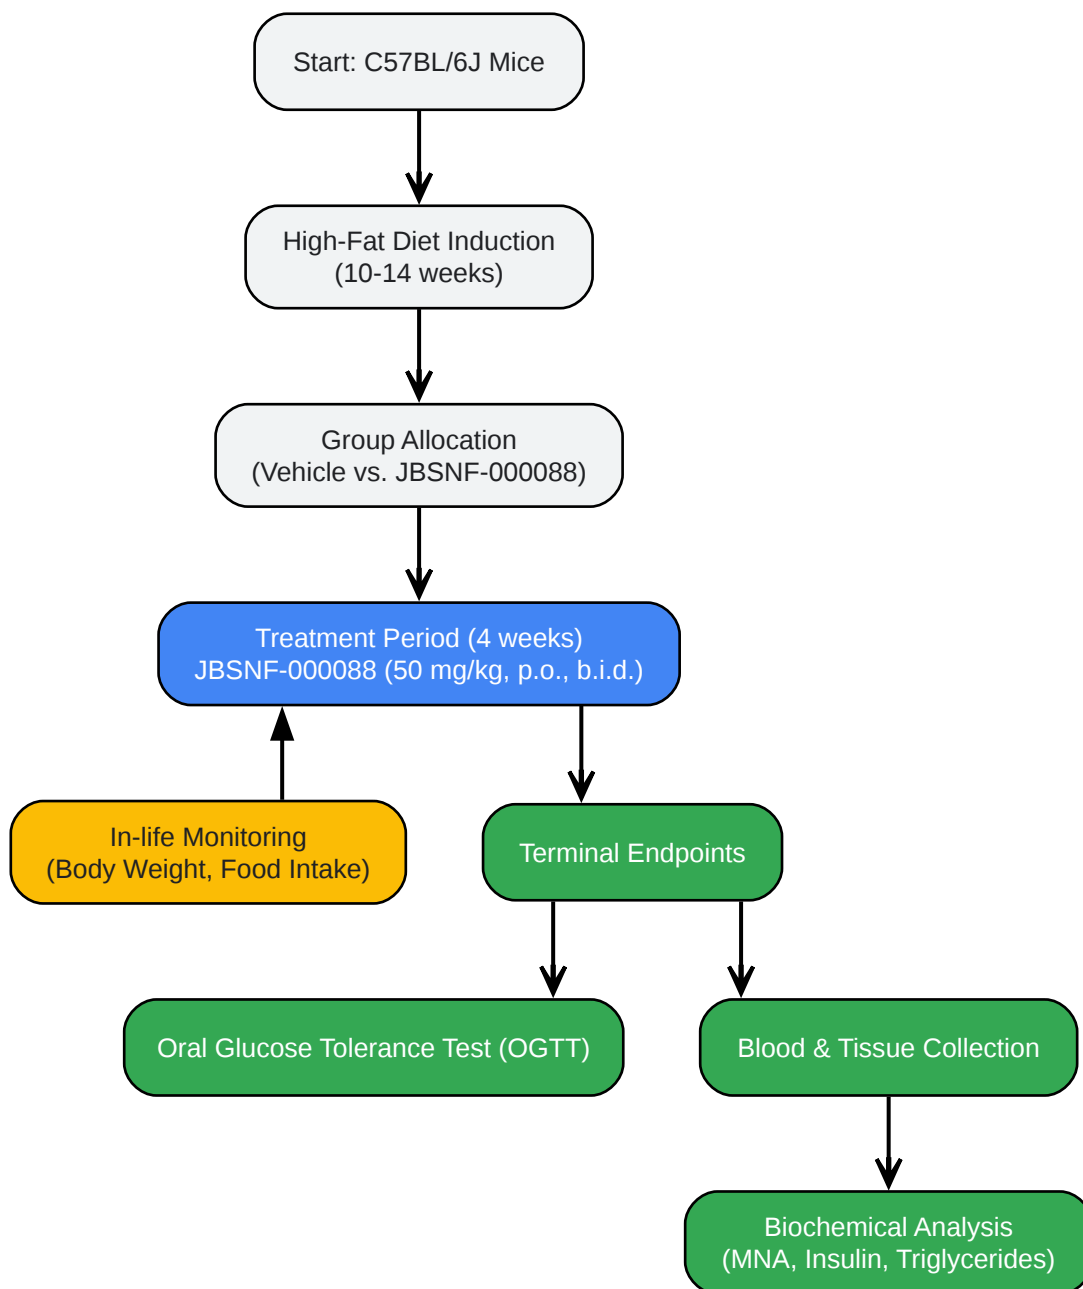 Start: C57BL/6J Mice
High-Fat Diet Induction
(10-14 weeks)
Group Allocation
(Vehicle vs. JBSNF-000088)
Treatment Period (4 weeks)
JBSNF-000088 (50 mg/kg, p.o., b.i.d.)
In-life Monitoring
(Body Weight, Food Intake)
Terminal Endpoints
Oral Glucose Tolerance Test (OGTT)
Blood & Tissue Collection
Biochemical Analysis
(MNA, Insulin, Triglycerides)